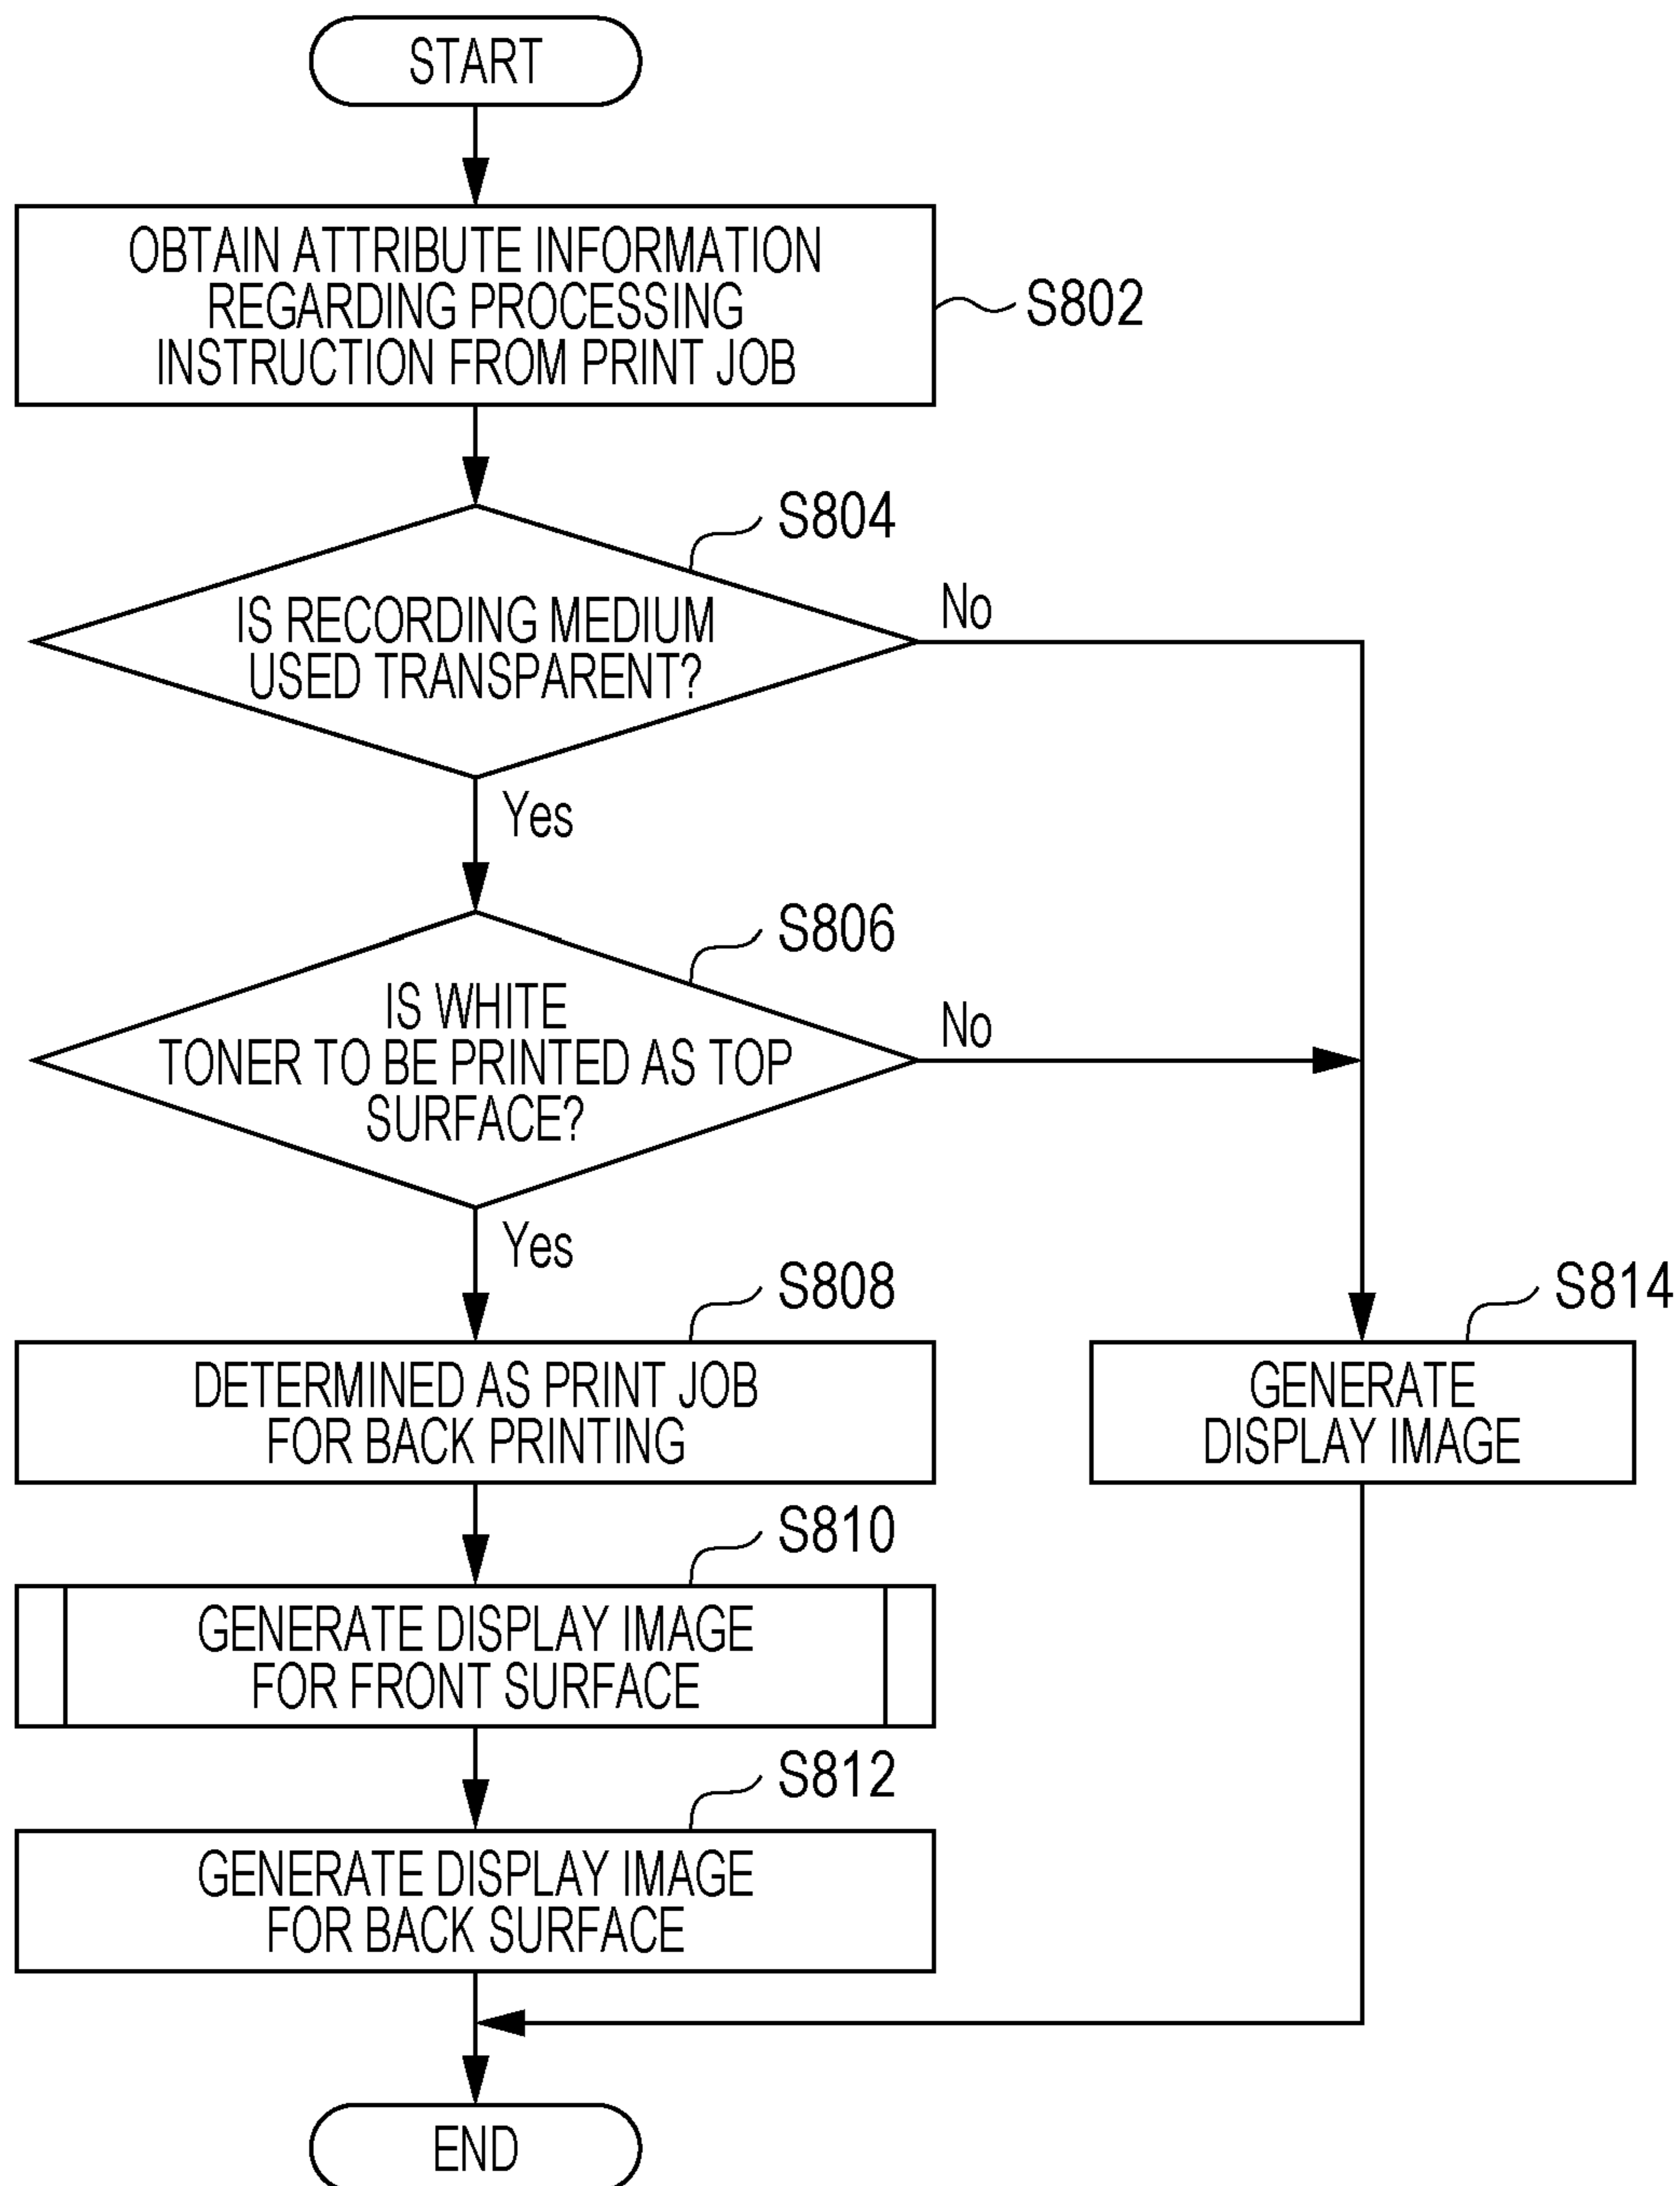 START
OBTAIN ATTRIBUTE INFORMATION
REGARDING PROCESSING
INSTRUCTION FROM PRINT JOB
S802
S804
IS RECORDING MEDIUM
USED TRANSPARENT?
No
Yes
S806
IS WHITE
TONER TO BE PRINTED AS TOP
SURFACE?
No
Yes
S808
DETERMINED AS PRINT JOB
FOR BACK PRINTING
S814
GENERATE
DISPLAY IMAGE
S810
GENERATE DISPLAY IMAGE
FOR FRONT SURFACE
S812
GENERATE DISPLAY IMAGE
FOR BACK SURFACE
END